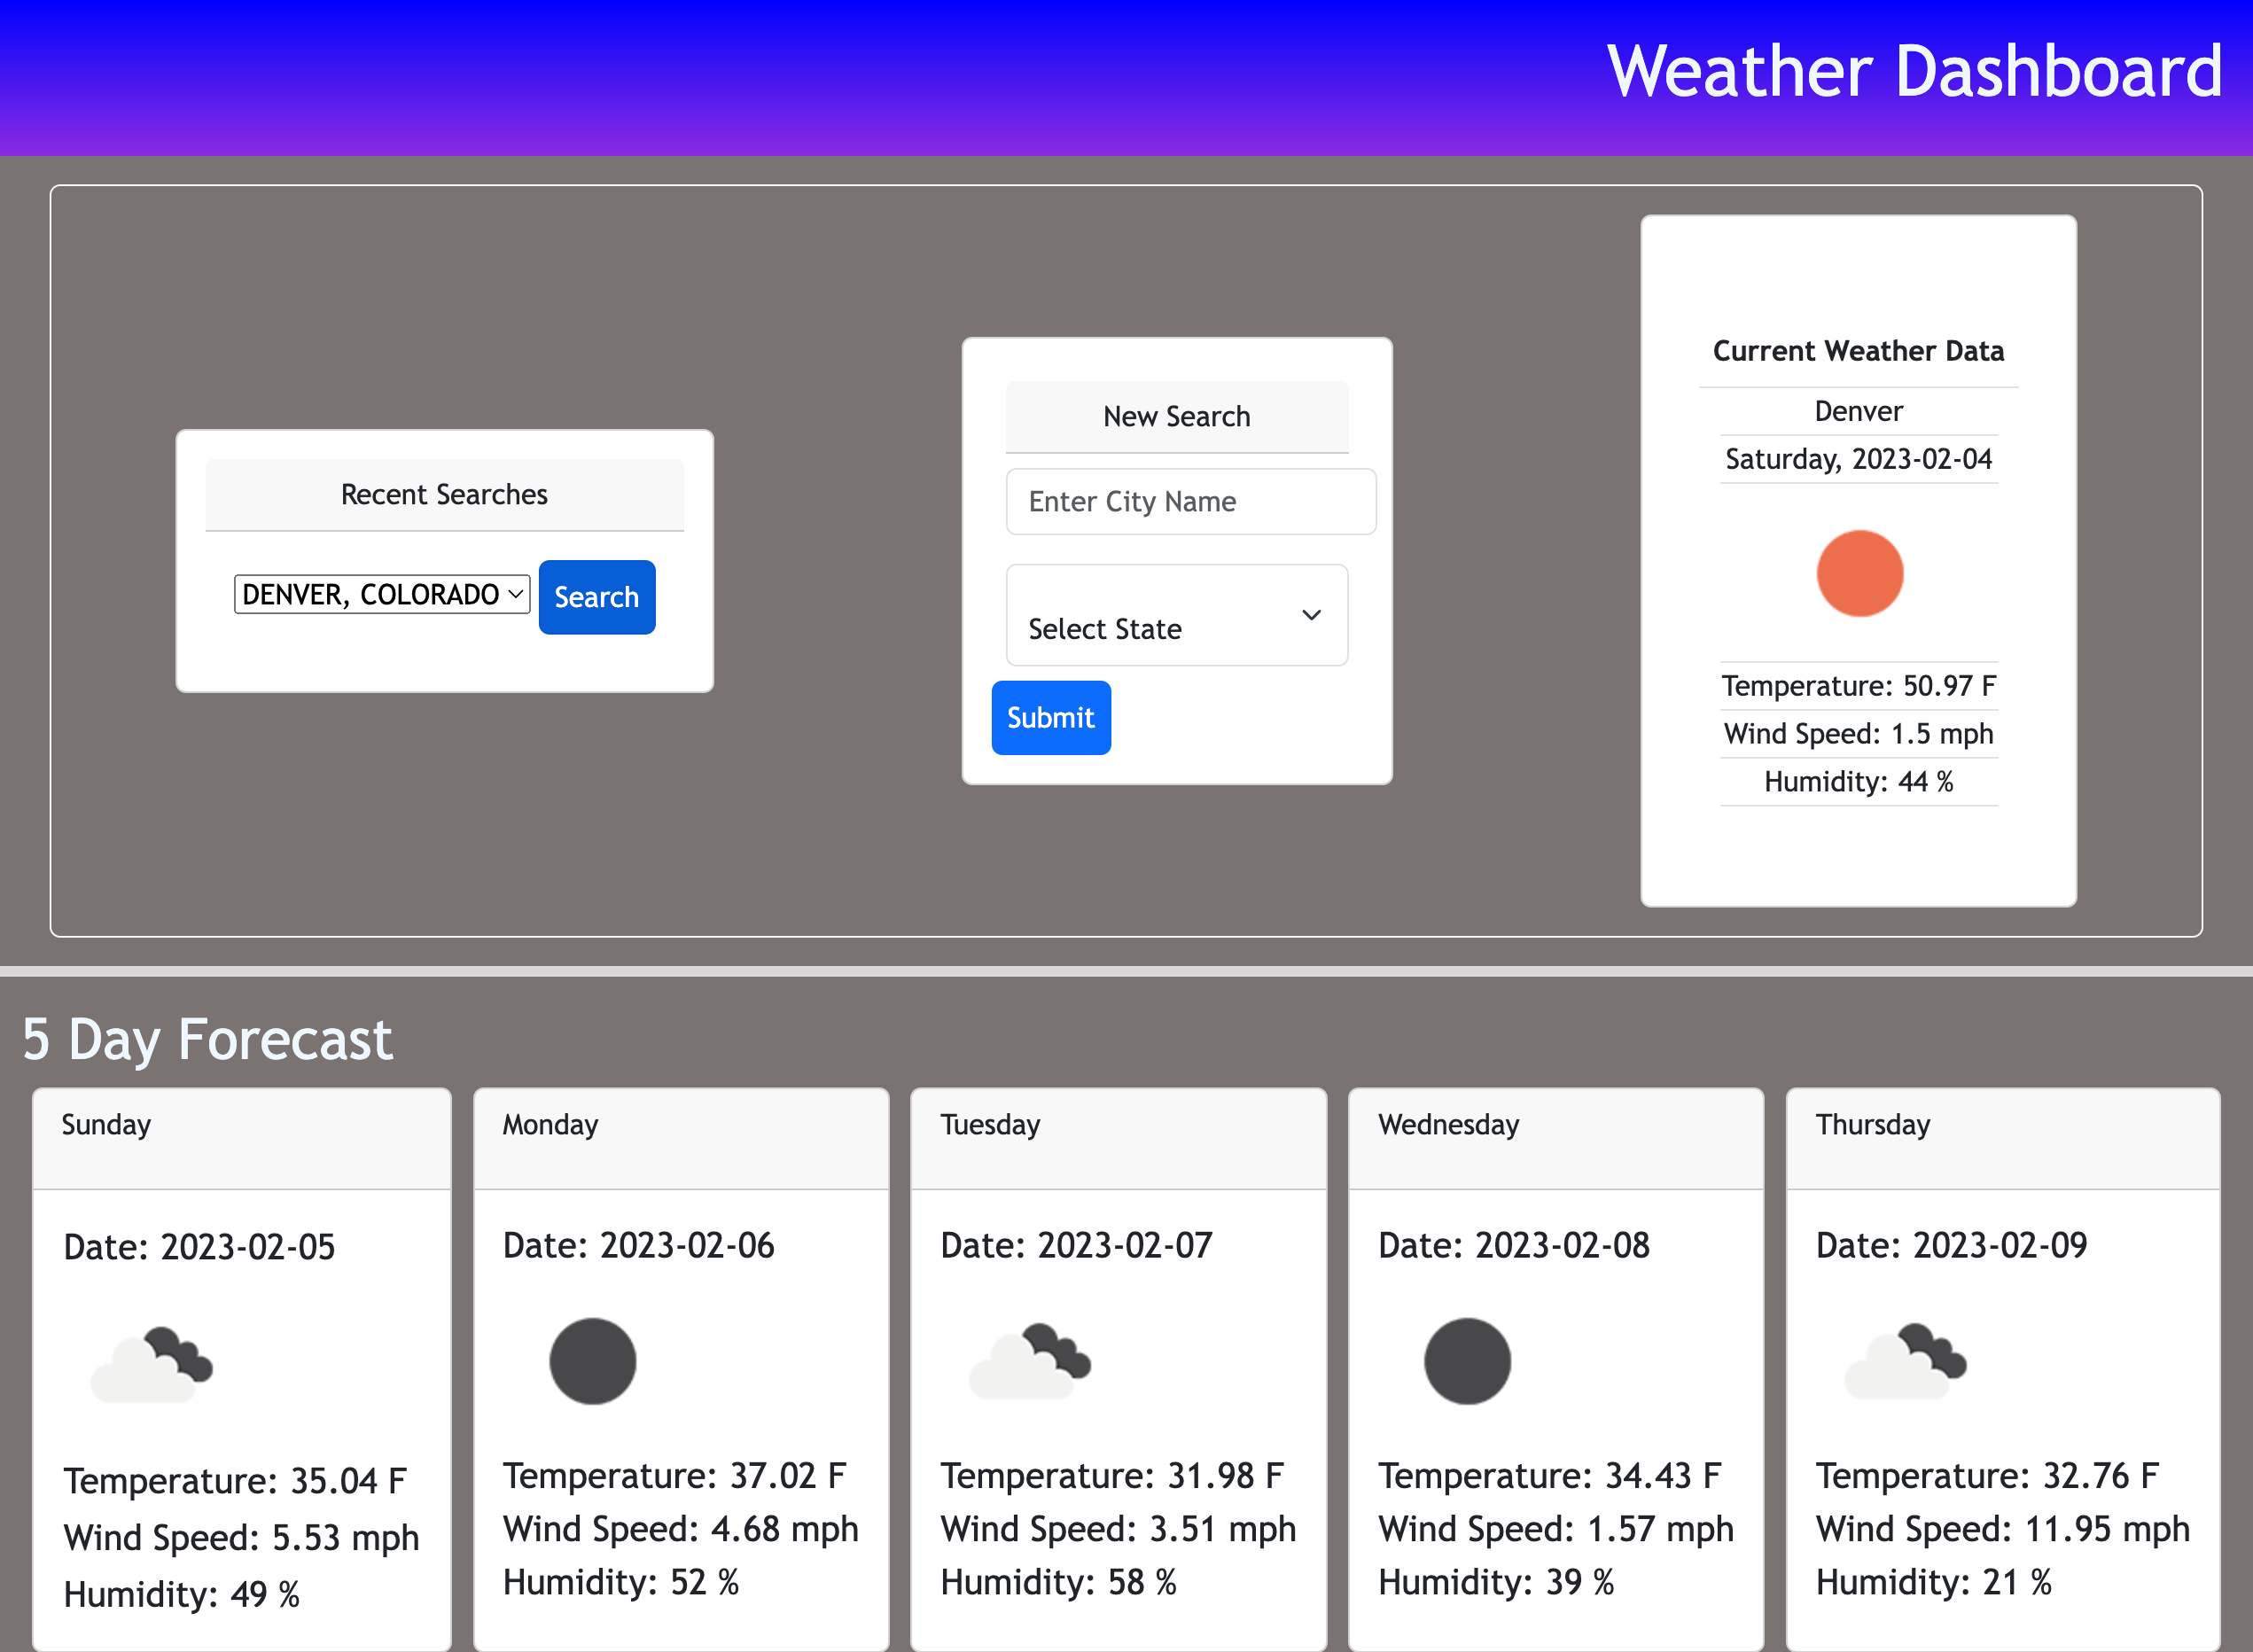 Weather Dashboard
Recent Searches
DENVER, COLORADO
Search
New Search
Enter City Name
Select State
Submit
Current Weather Data
Denver
Saturday, 2023-02-04
Temperature: 50.97 F
Wind Speed: 1.5 mph
Humidity: 44 %
5 Day Forecast
Sunday
Date: 2023-02-05
Temperature: 35.04 F
Wind Speed: 5.53 mph
Humidity: 49 %
Monday
Date: 2023-02-06
Temperature: 37.02 F
Wind Speed: 4.68 mph
Humidity: 52 %
Tuesday
Date: 2023-02-07
Temperature: 31.98 F
Wind Speed: 3.51 mph
Humidity: 58 %
Wednesday
Date: 2023-02-08
Temperature: 34.43 F
Wind Speed: 1.57 mph
Humidity: 39 %
Thursday
Date: 2023-02-09
Temperature: 32.76 F
Wind Speed: 11.95 mph
Humidity: 21 %